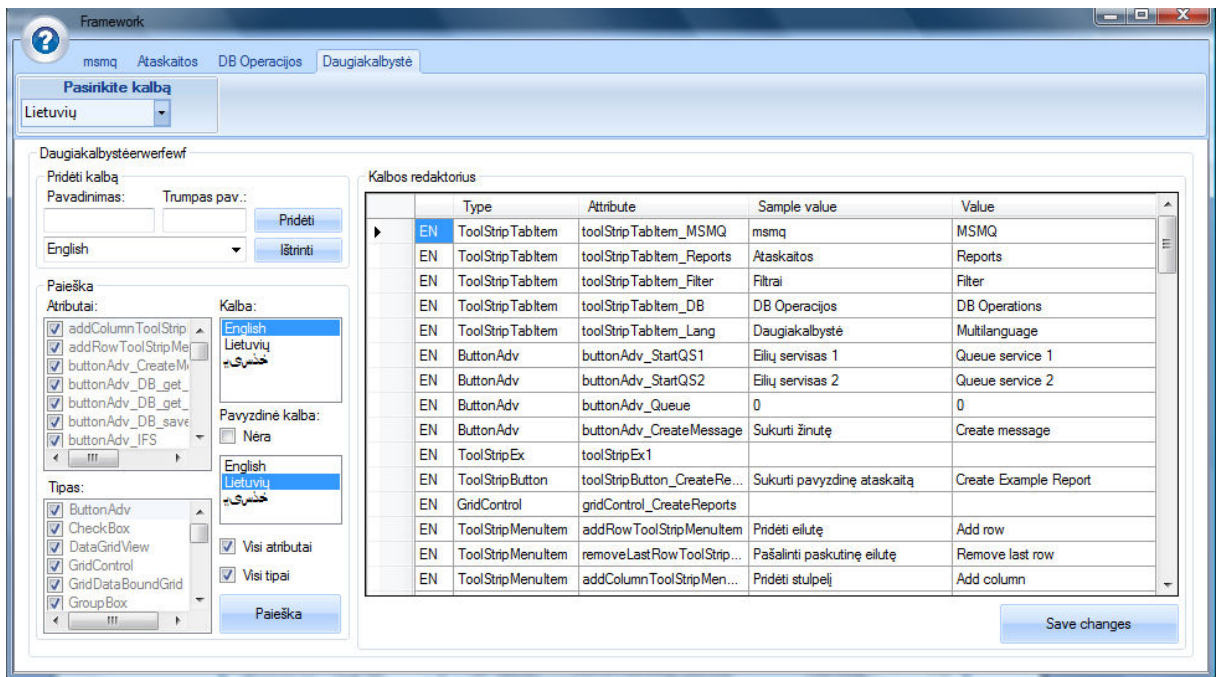 Framework
msmq Ataskaitos DB Operacijos Daugiakalbystė
Pasirikite kalbą
Lietuvių
Daugiakalbystėerwerfewf
Pridėti kalbą
Pavadinimas: Trumpas pav.:
Pridėti
English Ištrinti
Paieška
Atributai: Kalba:
addColumnToolStrip
addRowToolStripMe
buttonAdv_CreateM
buttonAdv_DB_get_
buttonAdv_DB_get_
buttonAdv_DB_save
buttonAdv_IFS
English
Lietuvių
Pavyzdinė kalba:
Nėra
English
Lietuvių
Tipas:
ButtonAdv
CheckBox
DataGridView
GridControl
GridDataBoundGrid
GroupBox
Visi atributai
Visi tipai
Paieška
Kalbos redaktorius
Type Attribute Sample value Value
EN ToolStripTabItem toolStripTabItem_MSMQ msmq MSMQ
EN ToolStripTabItem toolStripTabItem_Reports Ataskaitos Reports
EN ToolStripTabItem toolStripTabItem_Filter Filtrai Filter
EN ToolStripTabItem toolStripTabItem_DB DB Operacijos DB Operations
EN ToolStripTabItem toolStripTabItem_Lang Daugiakalbystė Multilanguage
EN ButtonAdv buttonAdv_StartQS1 Eilių servisas 1 Queue service 1
EN ButtonAdv buttonAdv_StartQS2 Eilių servisas 2 Queue service 2
EN ButtonAdv buttonAdv_Queue 0 0
EN ButtonAdv buttonAdv_CreateMessage Sukurti žinutę Create message
EN ToolStripEx toolStripEx1
EN ToolStripButton toolStripButton_CreateRe... Sukurti pavyzdinę ataskaitą Create Example Report
EN GridControl gridControl_CreateReports
EN ToolStripMenuItem addRowToolStripMenuItem Pridėti eilutę Add row
EN ToolStripMenuItem removeLastRowToolStrip... Pašalinti paskutinę eilutę Remove last row
EN ToolStripMenuItem addColumnToolStripMen... Pridėti stulpelį Add column
Save changes